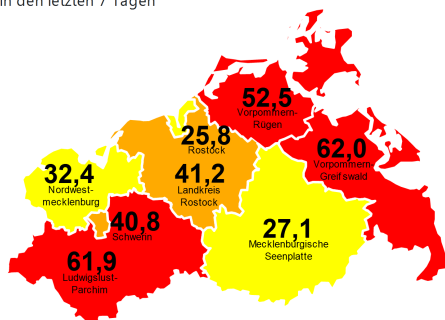 in den letzten 7 Tagen
52,5
Vorpommern-
Rügen
25,8
Rostock
62,0
Vorpommern-
Greifswald
32,4
Nordwest-
mecklenburg
41,2
Landkreis
Rostock
40,8
Schwerin
27,1
Mecklenburgische
Seenplatte
61,9
Ludwigslust-
Parchim